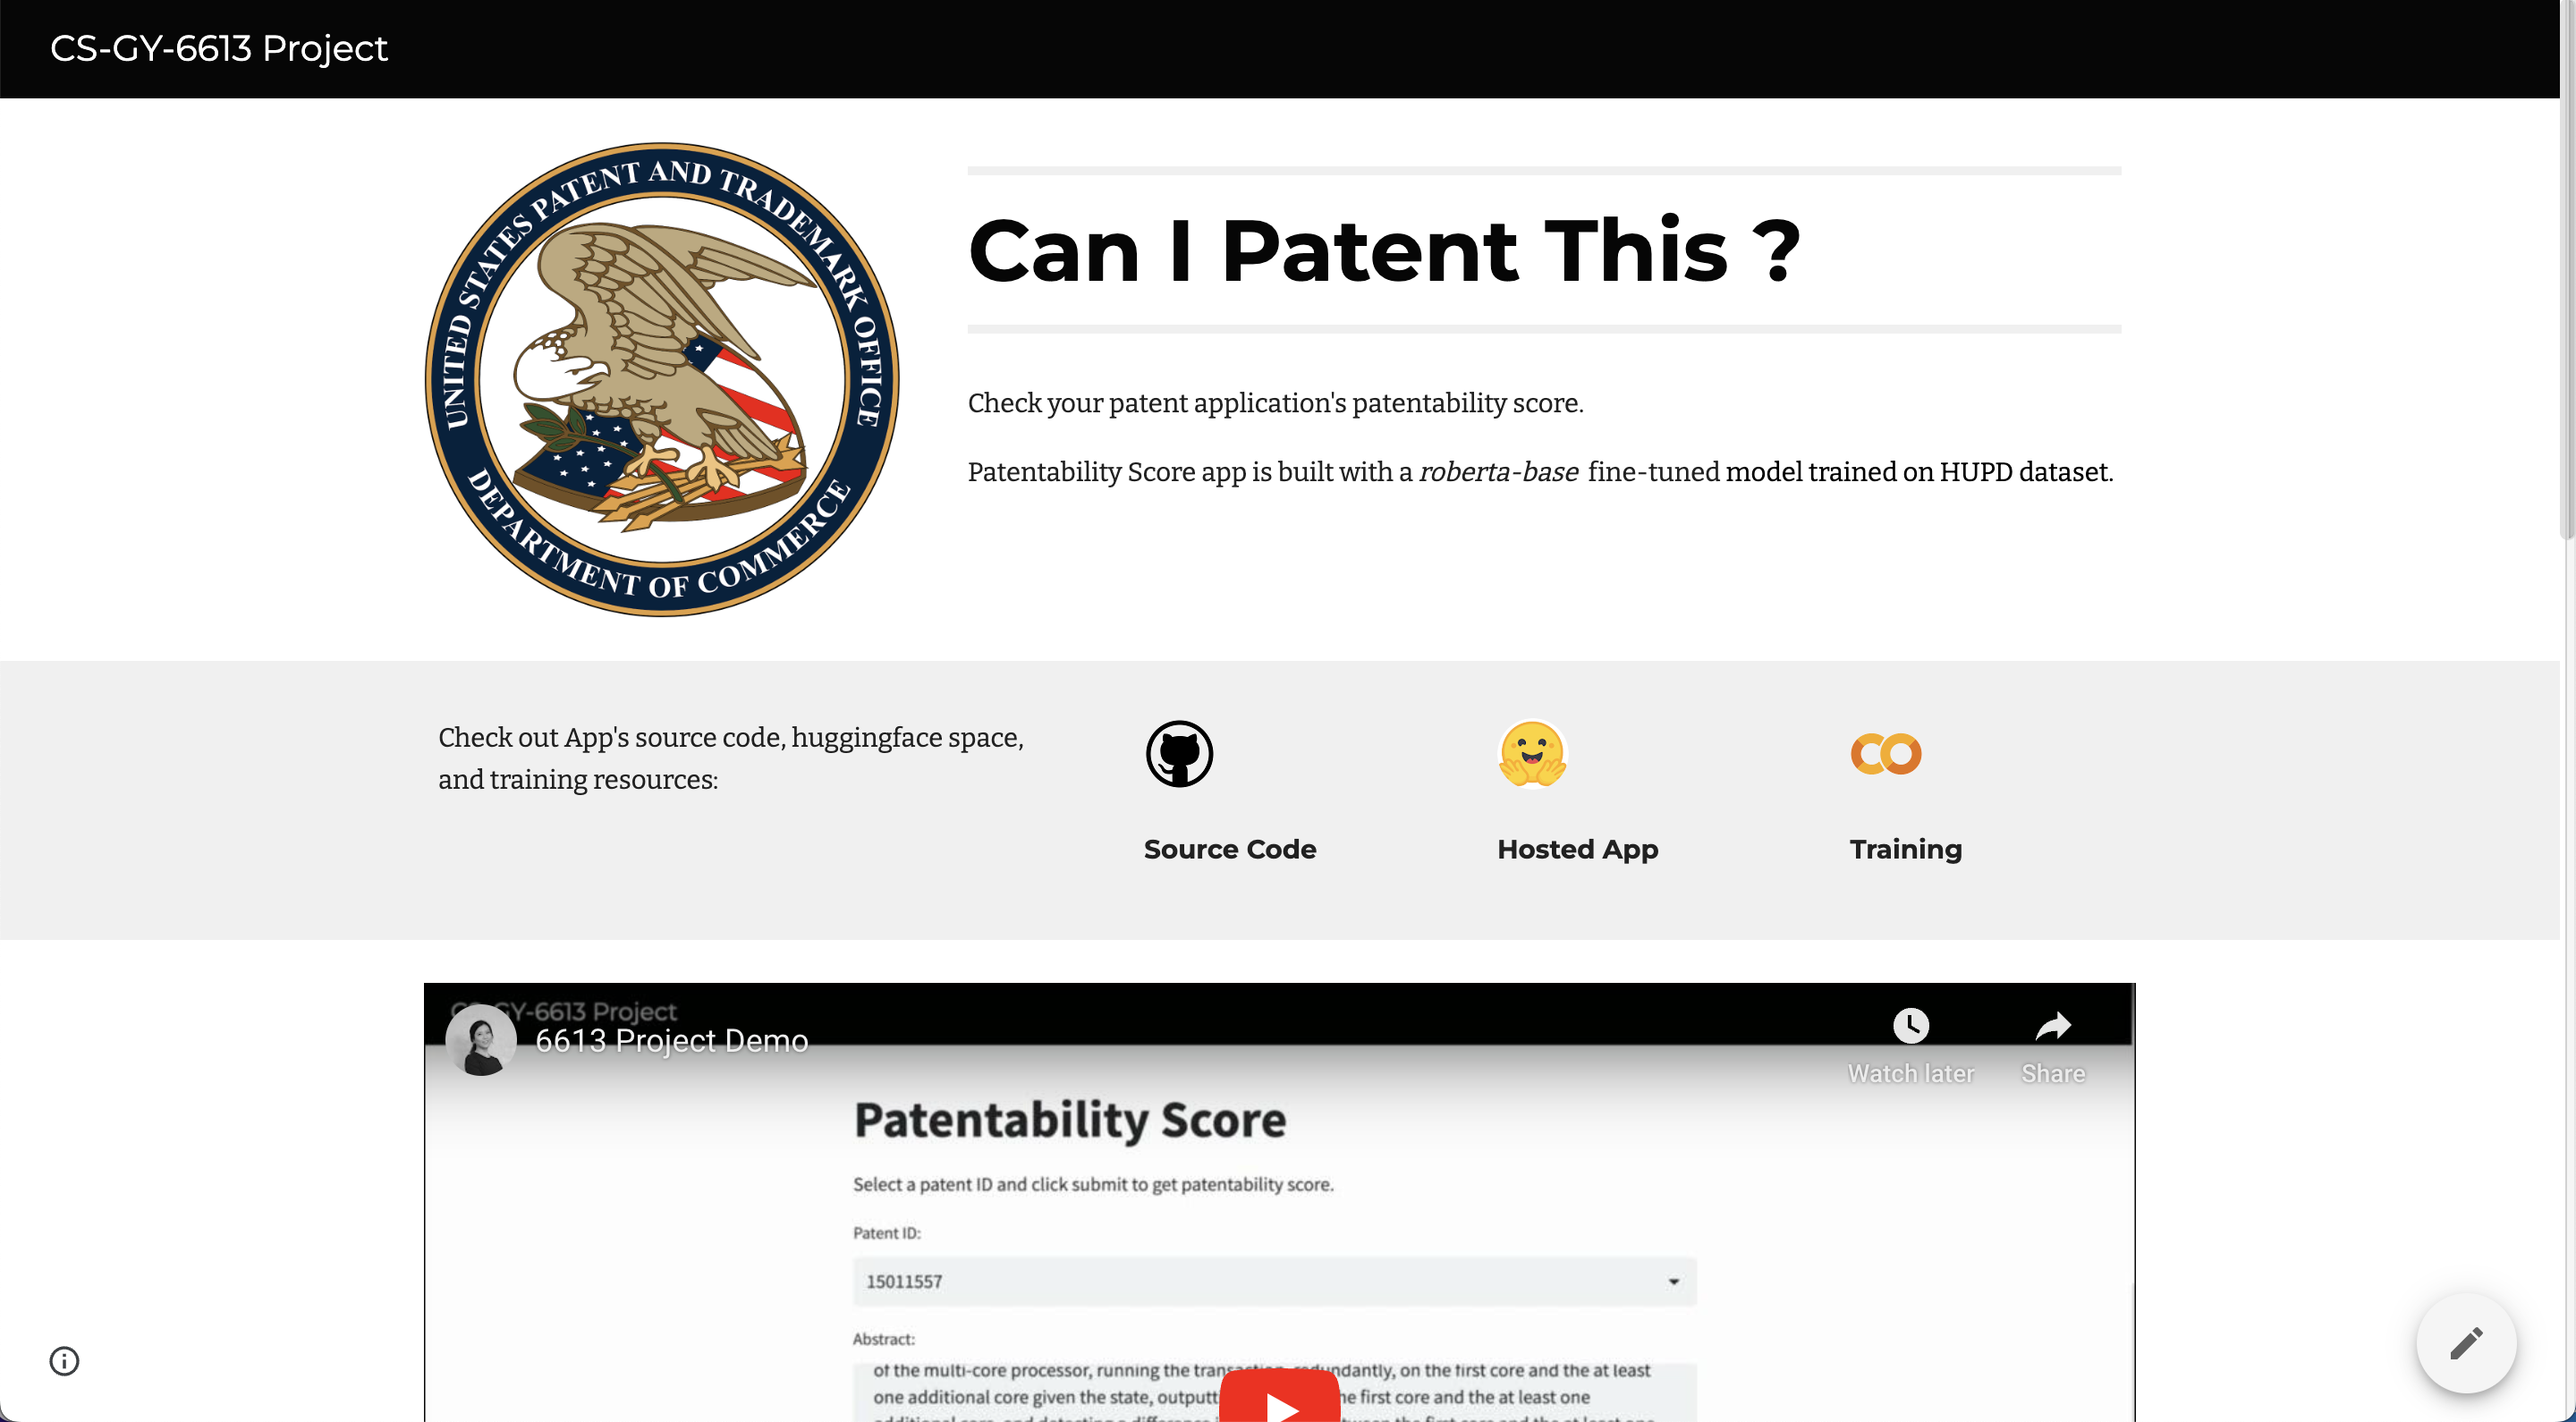 CS-GY-6613 Project
UNITED STATES PATENT AND TRADEMARK OFFICE
DEPARTMENT OF COMMERCE
Can I Patent This ?
Check your patent application's patentability score.
Patentability Score app is built with a roberta-base fine-tuned model trained on HUPD dataset.
Check out App's source code, huggingface space,
and training resources:
Source Code
Hosted App
Training
CS-GY-6613 Project
6613 Project Demo
Watch later
Share
Patentability Score
Select a patent ID and click submit to get patentability score.
Patent ID:
15011557
Abstract:
of the multi-core processor, running the transaction, redundantly, on the first core and the at least
one additional core given the state, the first core and the at least one